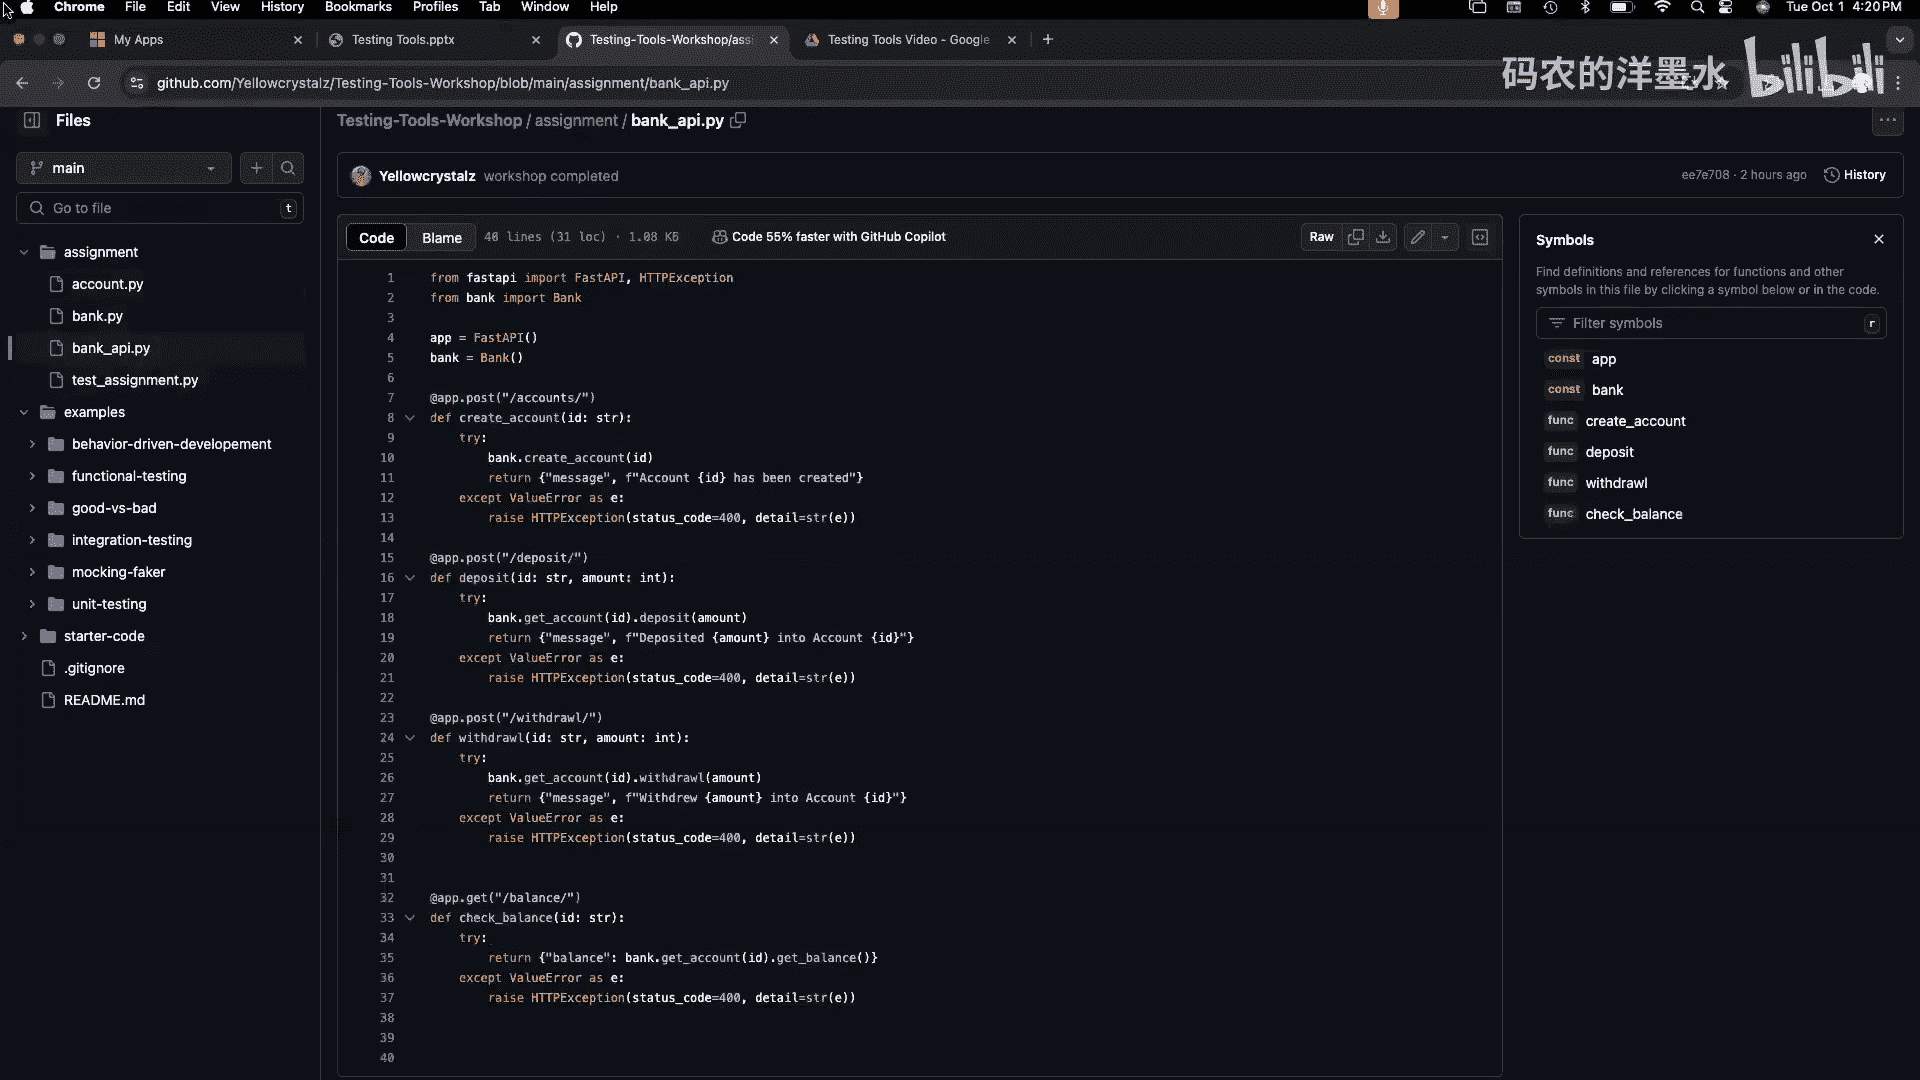 Chrome File Edit View History Bookmarks Profiles Tab Window Help Tue Oct 1 4:20 PM
My Apps Testing Tools.pptx Testing-Tools-Workshop/ass Testing Tools Video - Google
github.com/Yellowcrystalz/Testing-Tools-Workshop/blob/main/assignment/bank_api.py
码农的洋墨水 bilibili
Files
main
Go to file t
assignment
account.py
bank.py
bank_api.py
test_assignment.py
examples
behavior-driven-developement
functional-testing
good-vs-bad
integration-testing
mocking-faker
unit-testing
starter-code
.gitignore
README.md
Testing-Tools-Workshop / assignment / bank_api.py
Yellowcrystalz workshop completed ee7e708 · 2 hours ago History
Code Blame 46 lines (31 loc) · 1.08 KB Code 55% faster with GitHub Copilot Raw
1 from fastapi import FastAPI, HTTPException
2 from bank import Bank
3
4 app = FastAPI()
5 bank = Bank()
6
7 @app.post("/accounts/")
8 def create_account(id: str):
9 try:
10 bank.create_account(id)
11 return {"message", f"Account {id} has been created"}
12 except ValueError as e:
13 raise HTTPException(status_code=400, detail=str(e))
14
15 @app.post("/deposit/")
16 def deposit(id: str, amount: int):
17 try:
18 bank.get_account(id).deposit(amount)
19 return {"message", f"Deposited {amount} into Account {id}"}
20 except ValueError as e:
21 raise HTTPException(status_code=400, detail=str(e))
22
23 @app.post("/withdrawl/")
24 def withdrawl(id: str, amount: int):
25 try:
26 bank.get_account(id).withdrawl(amount)
27 return {"message", f"Withdrew {amount} into Account {id}"}
28 except ValueError as e:
29 raise HTTPException(status_code=400, detail=str(e))
30
31
32 @app.get("/balance/")
33 def check_balance(id: str):
34 try:
35 return {"balance": bank.get_account(id).get_balance()}
36 except ValueError as e:
37 raise HTTPException(status_code=400, detail=str(e))
38
39
40
Symbols
Find definitions and references for functions and other
symbols in this file by clicking a symbol below or in the code.
Filter symbols r
const app
const bank
func create_account
func deposit
func withdrawl
func check_balance